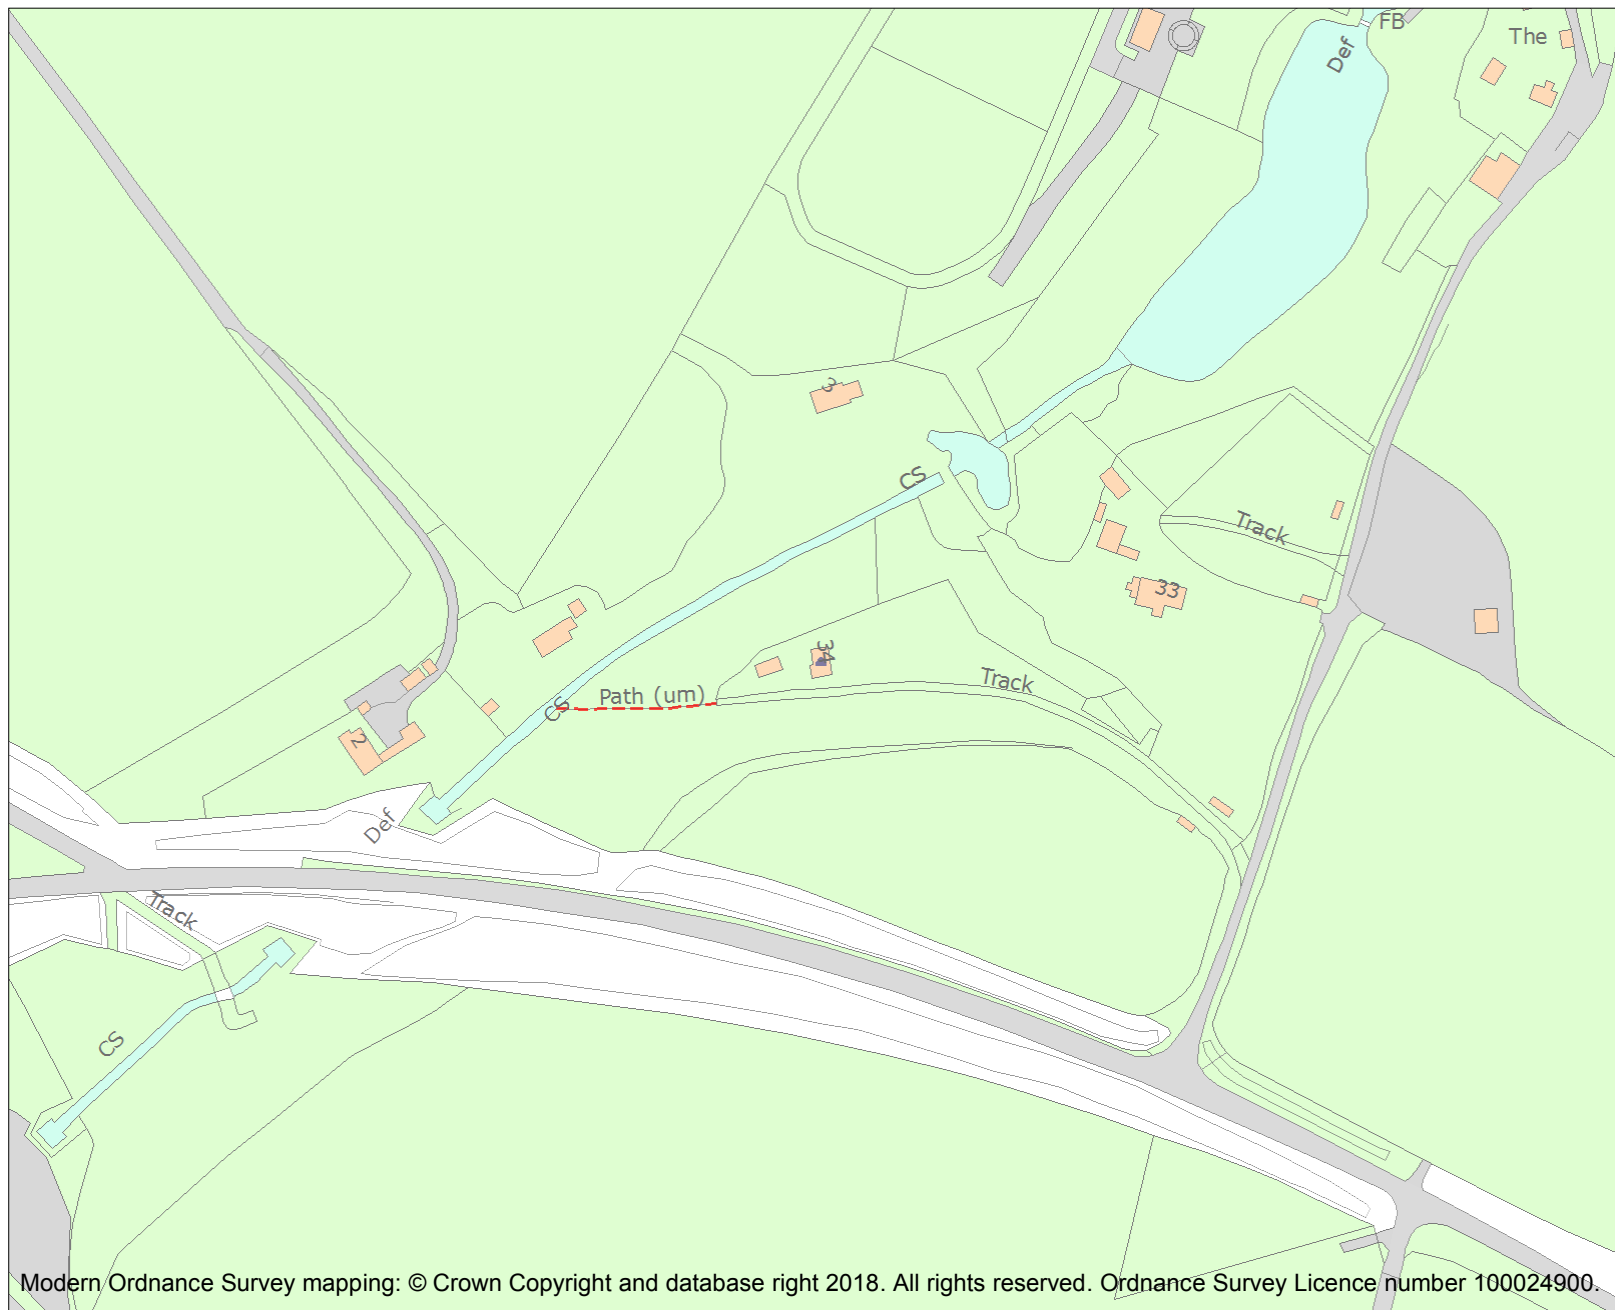 FB
The
Def
3
CS
Track
33
34
Track
Path (um)
CS
2
Def
Track
CS
Modern Ordnance Survey mapping: © Crown Copyright and database right 2018. All rights reserved. Ordnance Survey Licence number 100024900.